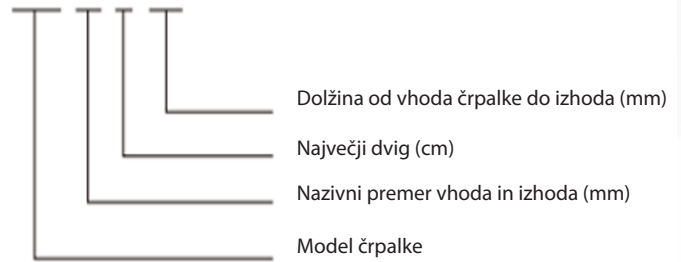 Dolžina od vhoda črpalke do izhoda (mm)
Največji dvig (cm)
Nazivni premer vhoda in izhoda (mm)
Model črpalke